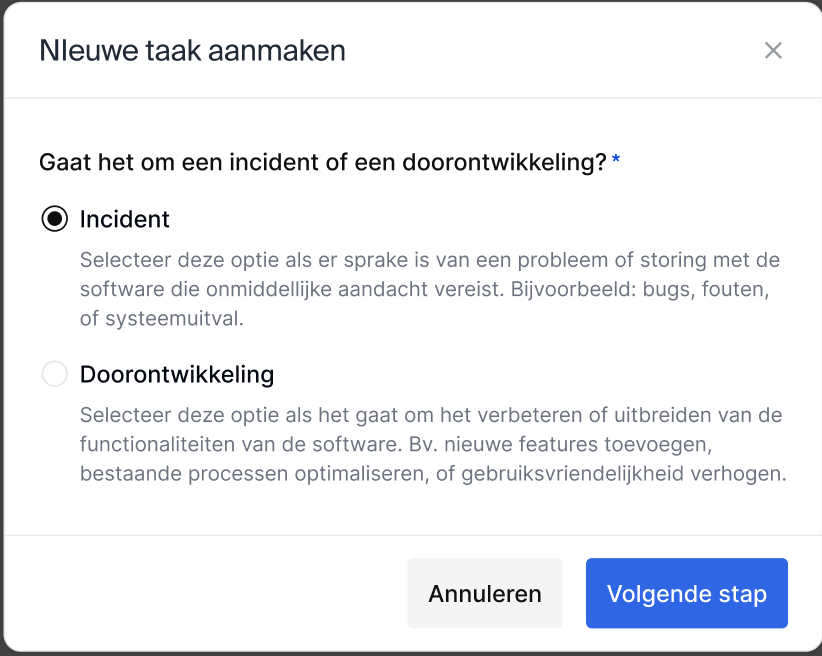 NIeuwe taak aanmaken
Gaat het om een incident of een doorontwikkeling? *
Incident
Selecteer deze optie als er sprake is van een probleem of storing met de
software die onmiddellijke aandacht vereist. Bijvoorbeeld: bugs, fouten,
of systeemuitval.
Doorontwikkeling
Selecteer deze optie als het gaat om het verbeteren of uitbreiden van de
functionaliteiten van de software. Bv. nieuwe features toevoegen,
bestaande processen optimaliseren, of gebruiksvriendelijkheid verhogen.
Annuleren
Volgende stap